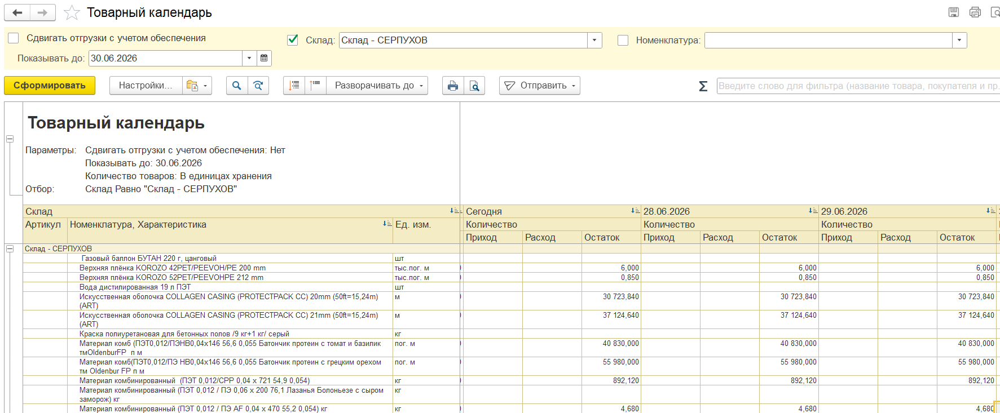 Товарный календарь
Сдвигать отгрузки с учетом обеспечения
Склад: Склад - СЕРПУХОВ
Номенклатура:
Показывать до: 30.06.2026
Сформировать Настройки... Разворачивать до Отправить Σ Введите слово для фильтра (название товара, покупателя и пр.
Товарный календарь
Параметры: Сдвигать отгрузки с учетом обеспечения: Нет
Показывать до: 30.06.2026
Количество товаров: В единицах хранения
Отбор: Склад Равно "Склад - СЕРПУХОВ"
Склад Сегодня 28.06.2026 29.06.2026
Артикул Номенклатура, Характеристика Ед. изм. Количество Количество Количество
Приход Расход Остаток Приход Расход Остаток Приход Расход Остаток
Склад - СЕРПУХОВ
Газовый баллон БУТАН 220 г, цанговый шт
Верхняя плёнка KOROZO 42PET/PEEVOH/PE 200 mm тыс.пог. м 6,000 6,000 6,000
Верхняя плёнка KOROZO 52PET/PEEVOHPE 212 mm тыс.пог. м 0,850 0,850 0,850
Вода дистилированная 19 л ПЭТ шт
Искусственная оболочка COLLAGEN CASING (PROTECTPACK CC) 20mm (50ft=15,24m) м 30 723,840 30 723,840 30 723,840
(ART)
Искусственная оболочка COLLAGEN CASING (PROTECTPACK CC) 21mm (50ft=15,24m) м 37 124,640 37 124,640 37 124,640
(ART)
Краска полиуретановая для бетонных полов /9 кг+1 кг/ серый кг
Материал комб (ПЭТ0,012/ПЭНВ0,04х146 56,6 0,055 Батончик протеин с томат и базилик пог. м 40 830,000 40 830,000 40 830,000
тмOldenburFP п м
Материал комб(ПЭТ0,012/ПЭ НВ0,04х146 56,6 0,055 Батончик протеин с грецким орехом пог. м 55 980,000 55 980,000 55 980,000
тм Oldenbur FP п м
Материал комбинированный (ПЭТ 0,012/СРР 0,04 х 721 54,9 0,054) кг 892,120 892,120 892,120
Материал комбинированный (ПЭТ 0,012 / ПЭ 0,06 х 200 76,1 Лазанья Болоньезе с сыром кг
заморож) кг
Материал комбинированный (ПЭТ 0,012 / ПЭ AF 0,04 х 470 55,2 0,054) кг кг 4,680 4,680 4,680